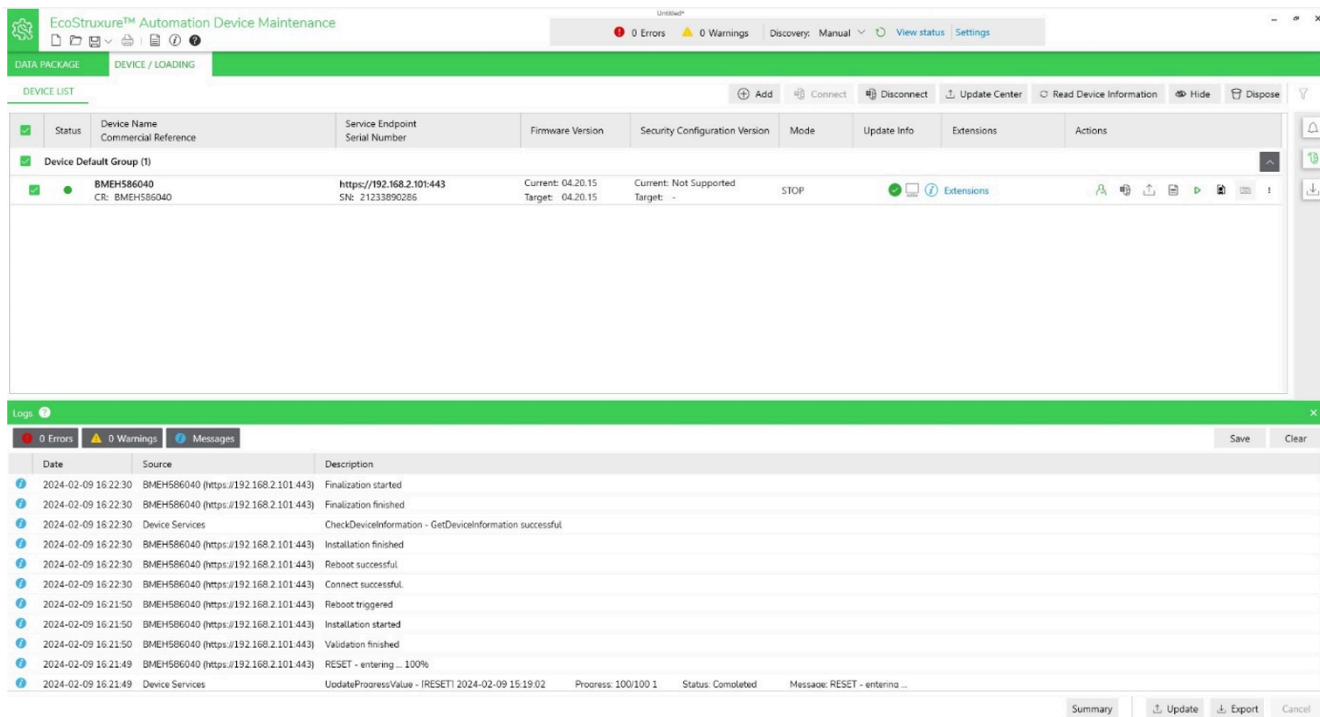 Untitled*
EcoStruxure™ Automation Device Maintenance
0 Errors 0 Warnings Discovery: Manual View status Settings
DATA PACKAGE DEVICE / LOADING
DEVICE LIST
Add Connect Disconnect Update Center Read Device Information Hide Dispose
Status Device Name Service Endpoint Firmware Version Security Configuration Version Mode Update Info Extensions Actions
Commercial Reference Serial Number
Device Default Group (1)
BMEH586040 https://192.168.2.101:443 Current: 04.20.15 Current: Not Supported STOP Extensions
CR: BMEH586040 SN: 21233890286 Target: 04.20.15 Target: -
Logs ?
0 Errors 0 Warnings Messages Save Clear
Date Source Description
2024-02-09 16:22:30 BMEH586040 (https://192.168.2.101:443) Finalization started
2024-02-09 16:22:30 BMEH586040 (https://192.168.2.101:443) Finalization finished
2024-02-09 16:22:30 Device Services CheckDeviceInformation - GetDeviceInformation successful
2024-02-09 16:22:30 BMEH586040 (https://192.168.2.101:443) Installation finished
2024-02-09 16:22:30 BMEH586040 (https://192.168.2.101:443) Reboot successful
2024-02-09 16:22:30 BMEH586040 (https://192.168.2.101:443) Connect successful.
2024-02-09 16:21:50 BMEH586040 (https://192.168.2.101:443) Reboot triggered
2024-02-09 16:21:50 BMEH586040 (https://192.168.2.101:443) Installation started
2024-02-09 16:21:50 BMEH586040 (https://192.168.2.101:443) Validation finished
2024-02-09 16:21:49 BMEH586040 (https://192.168.2.101:443) RESET - entering ... 100%
2024-02-09 16:21:49 Device Services UpdateProgressValue - [RESET] 2024-02-09 15:19:02 Progress: 100/100 1 Status: Completed Message: RESET - entering ...
Summary Update Export Cancel